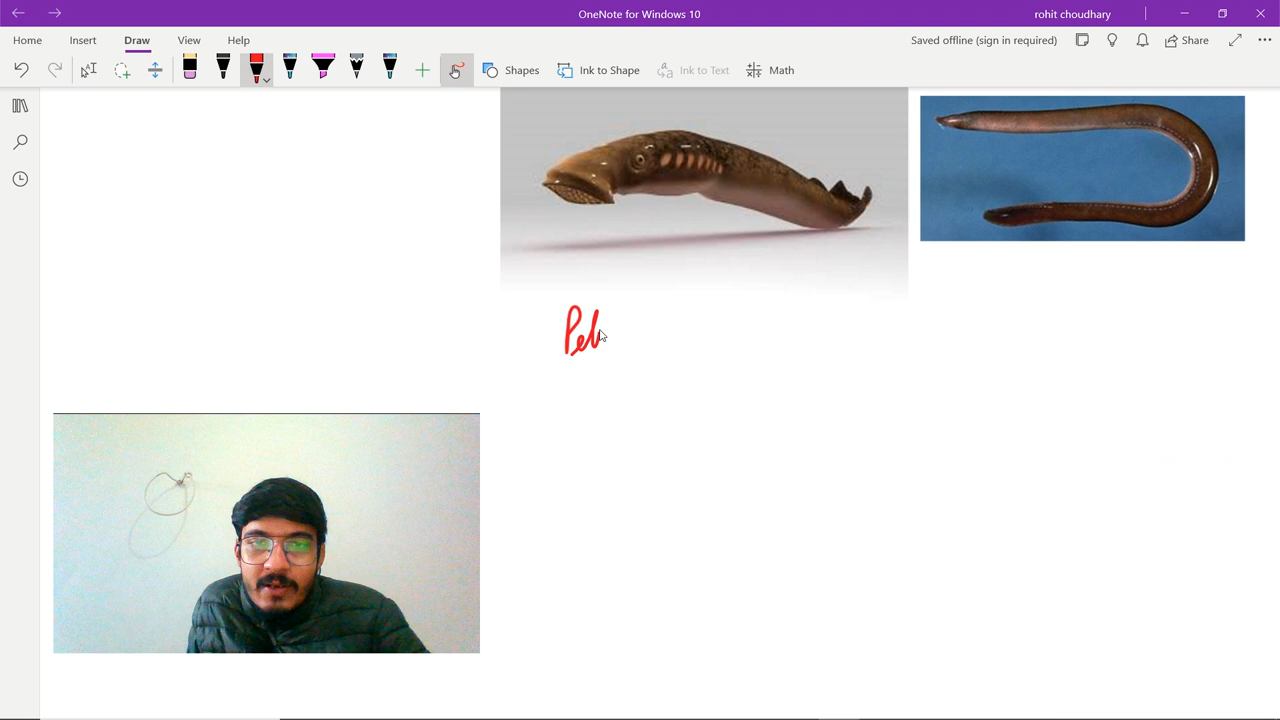 OneNote for Windows 10
rohit choudhary
Home Insert Draw View Help
Saved offline (sign in required)
Share
Shapes
Ink to Shape
Ink to Text
Math
Pel